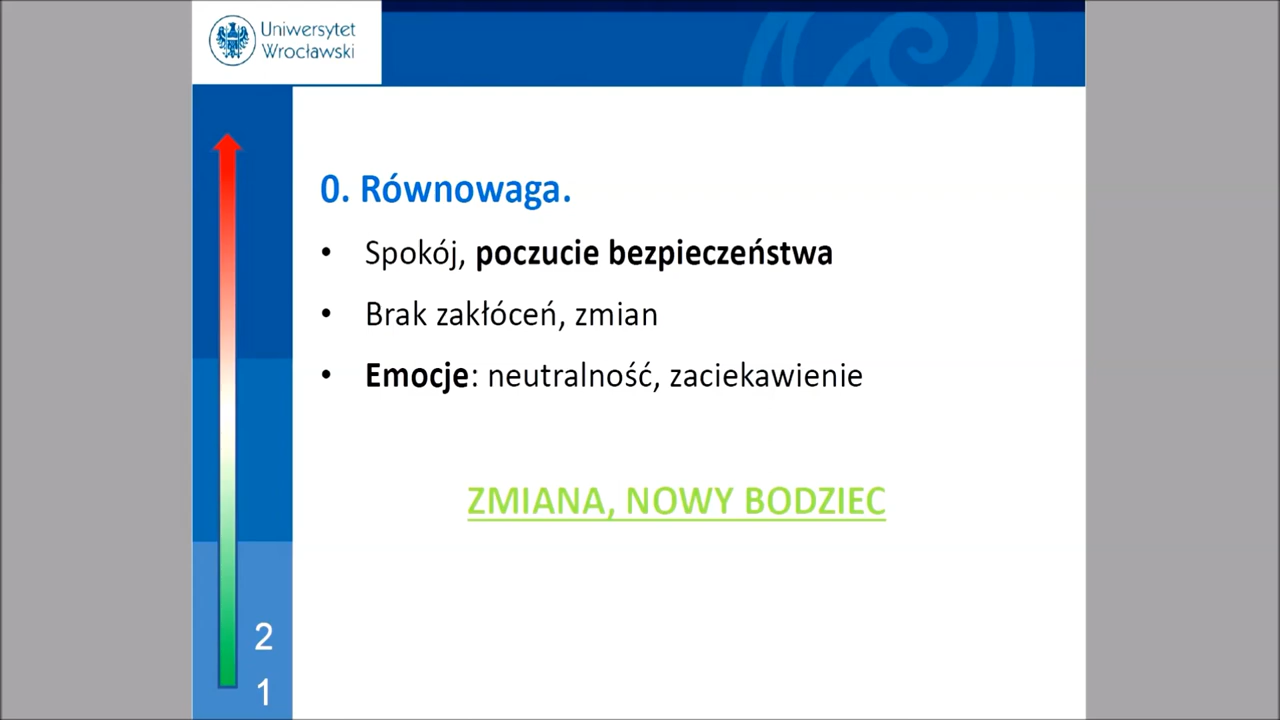 Uniwersytet
Wrocławski
0. Równowaga.
• Spokój, poczucie bezpieczeństwa
• Brak zakłóceń, zmian
• Emocje: neutralność, zaciekawienie
ZMIANA, NOWY BODZIEC
2
1